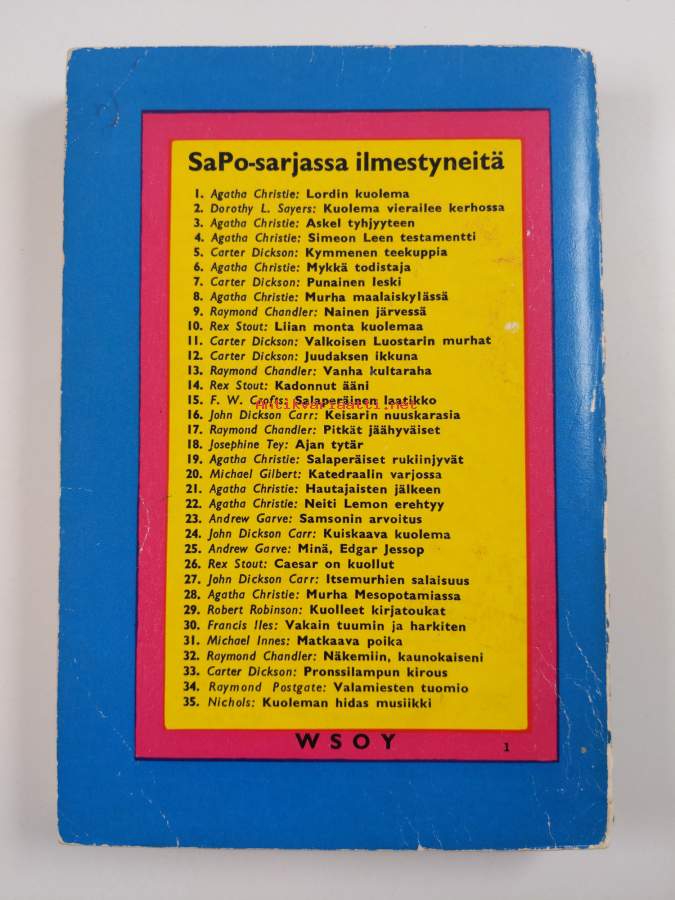 SaPo-sarjassa ilmestyneitä
1. Agatha Christie: Lordin kuolema
2. Dorothy L. Sayers: Kuolema vierailee kerhossa
3. Agatha Christie: Askel tyhjyyteen
4. Agatha Christie: Simeon Leen testamentti
5. Carter Dickson: Kymmenen teekuppia
6. Agatha Christie: Mykkä todistaja
7. Carter Dickson: Punainen leski
8. Agatha Christie: Murha maalaiskylässä
9. Raymond Chandler: Nainen järvessä
10. Rex Stout: Liian monta kuolemaa
11. Carter Dickson: Valkoisen Luostarin murhat
12. Carter Dickson: Juudaksen ikkuna
13. Raymond Chandler: Vanha kultaraha
14. Rex Stout: Kadonnut ääni
15. F. W. Crofts: Salaperäinen laatikko
Antikvariaatti.net
16. John Dickson Carr: Keisarin nuuskarasia
17. Raymond Chandler: Pitkät jäähyväiset
18. Josephine Tey: Ajan tytär
19. Agatha Christie: Salaperäiset rukiinjyvät
20. Michael Gilbert: Katedraalin varjossa
21. Agatha Christie: Hautajaisten jälkeen
22. Agatha Christie: Neiti Lemon erehtyy
23. Andrew Garve: Samsonin arvoitus
24. John Dickson Carr: Kuiskaava kuolema
25. Andrew Garve: Minä, Edgar Jessop
26. Rex Stout: Caesar on kuollut
27. John Dickson Carr: Itsemurhien salaisuus
28. Agatha Christie: Murha Mesopotamiassa
29. Robert Robinson: Kuolleet kirjatoukat
30. Francis Iles: Vakain tuumin ja harkiten
31. Michael Innes: Matkaava poika
32. Raymond Chandler: Näkemiin, kaunokaiseni
33. Carter Dickson: Pronssilampun kirous
34. Raymond Postgate: Valamiesten tuomio
35. Nichols: Kuoleman hidas musiikki
WSOY
1